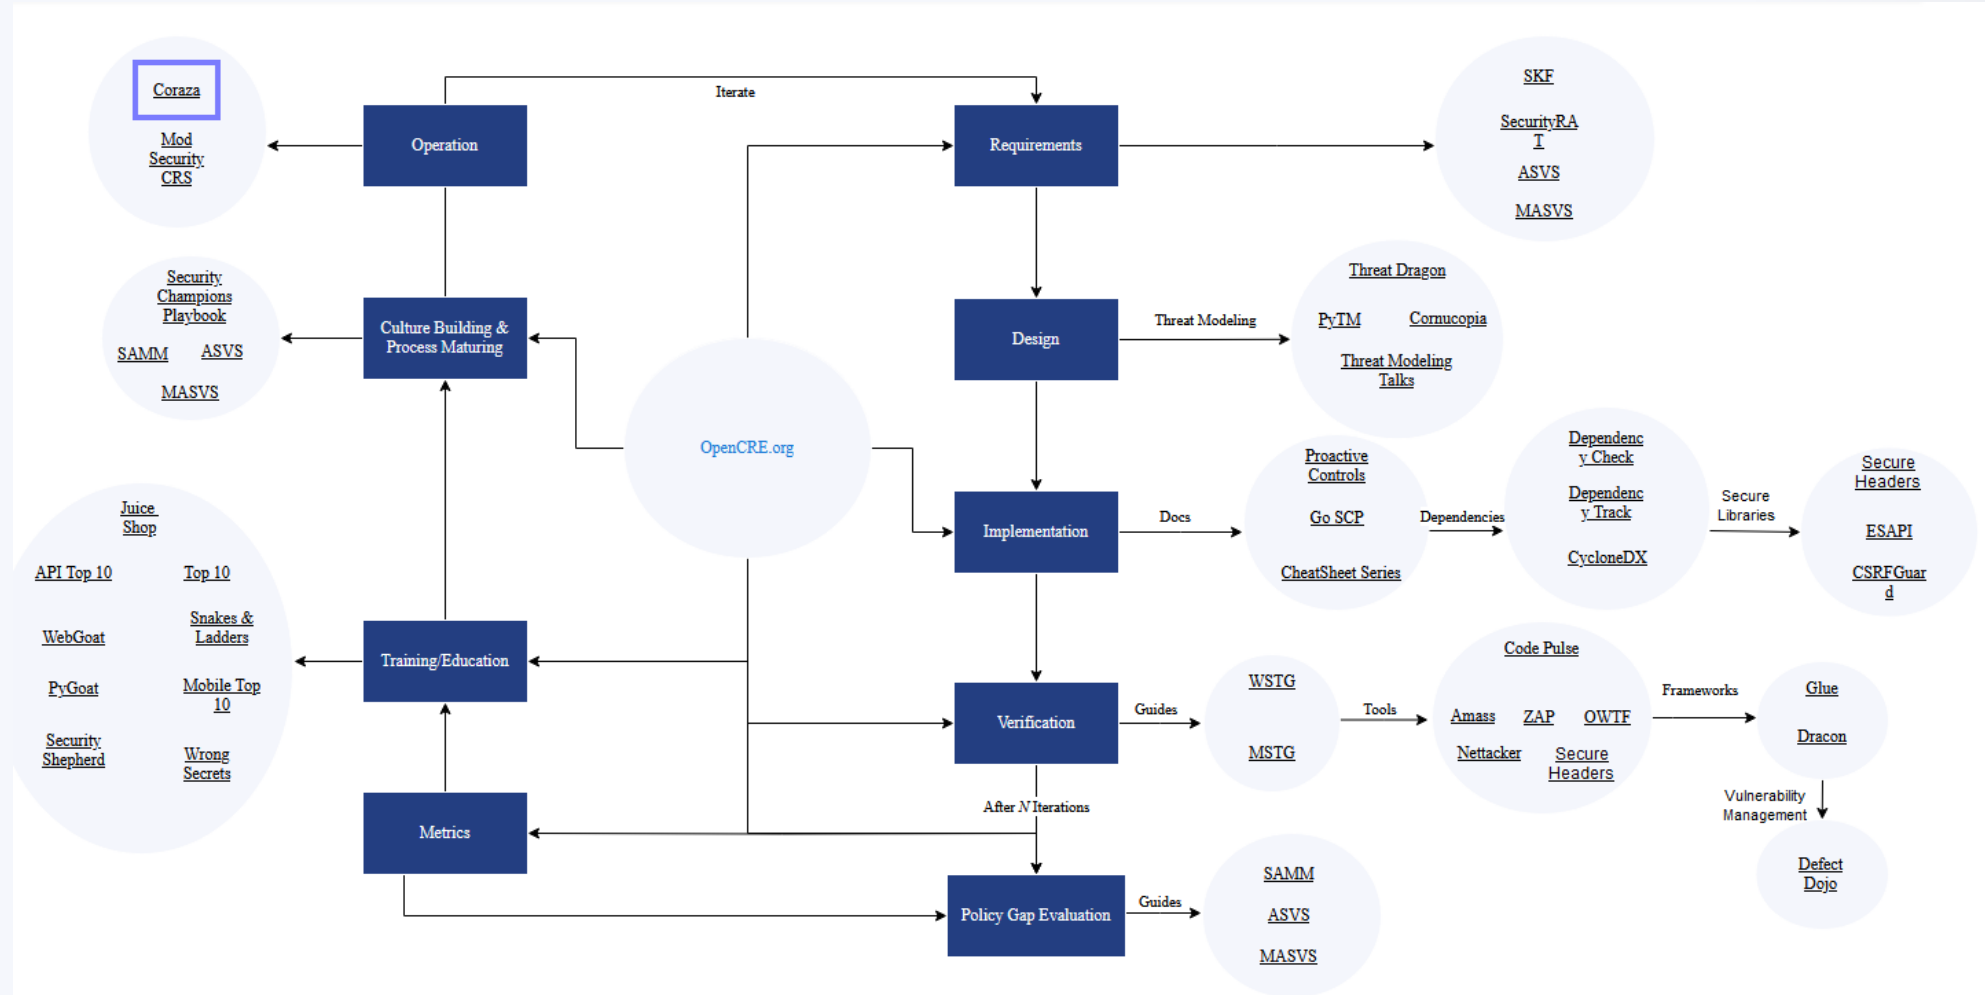 Coraza
Mod
Security
CRS
Operation
Iterate
Requirements
SKF
SecurityRA
T
ASVS
MASVS
Security
Champions
Playbook
SAMM
ASVS
MASVS
Culture Building &
Process Maturing
Design
Threat Modeling
Threat Dragon
PyTM
Cornucopia
Threat Modeling
Talks
OpenCRE.org
Implementation
Docs
Proactive
Controls
Go SCP
CheatSheet Series
Dependencies
Dependenc
y Check
Dependenc
y Track
CycloneDX
Secure
Libraries
Secure
Headers
ESAPI
CSRFGuar
d
Juice
Shop
API Top 10
Top 10
WebGoat
Snakes &
Ladders
PyGoat
Mobile Top
10
Security
Shepherd
Wrong
Secrets
Training/Education
Verification
Guides
WSTG
MSTG
Tools
Code Pulse
Amass
ZAP
OWTF
Nettacker
Secure
Headers
Frameworks
Glue
Dracon
Vulnerability
Management
Defect
Dojo
Metrics
After N Iterations
Policy Gap Evaluation
Guides
SAMM
ASVS
MASVS